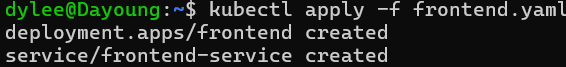 dylee@Dayoung:~$ kubectl apply -f frontend.yaml
deployment.apps/frontend created
service/frontend-service created